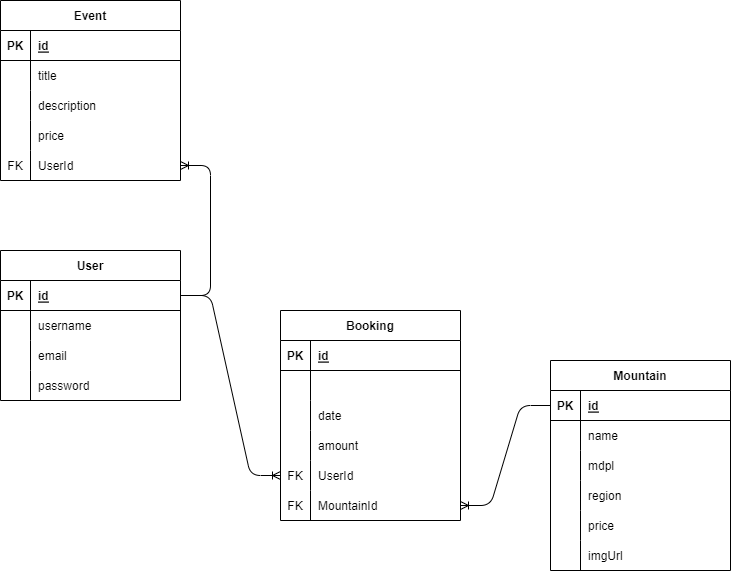 Event
PK id
title
description
price
FK UserId
User
PK id
username
email
password
Booking
PK id
date
amount
FK UserId
FK MountainId
Mountain
PK id
name
mdpl
region
price
imgUrl